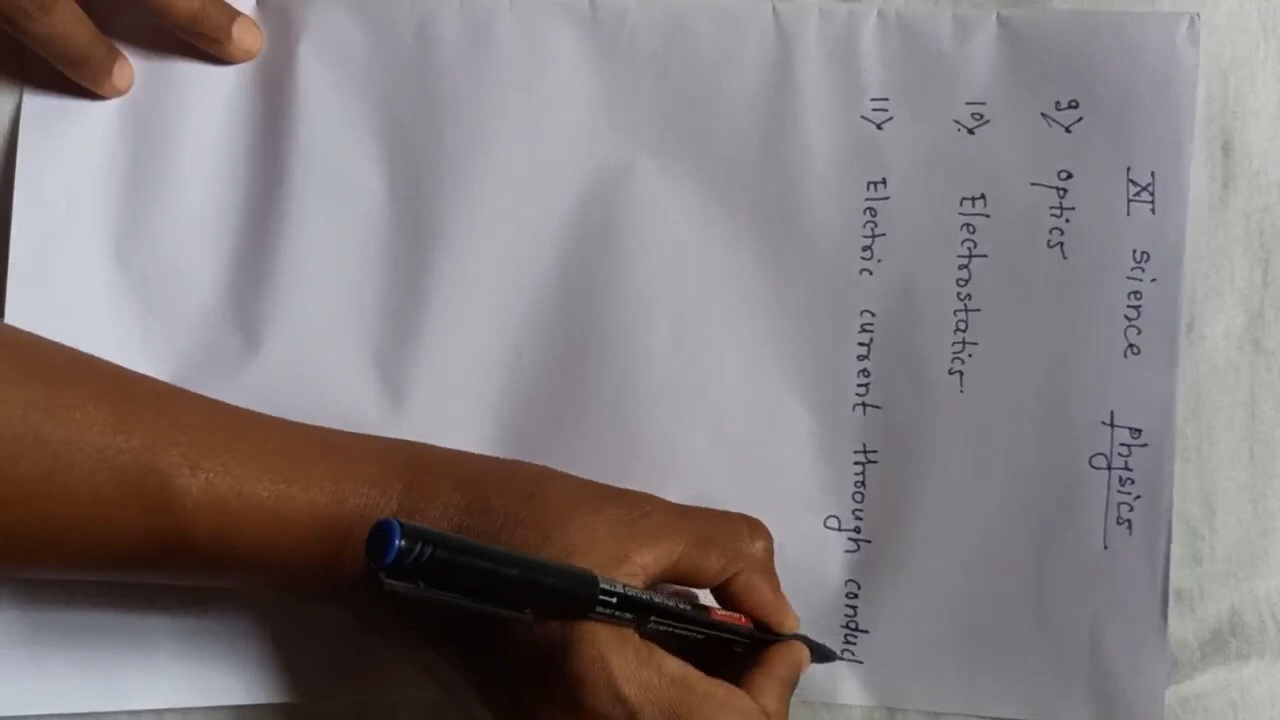 XI science physics
9) optics
10) Electrostatics.
11) Electric current through conduc